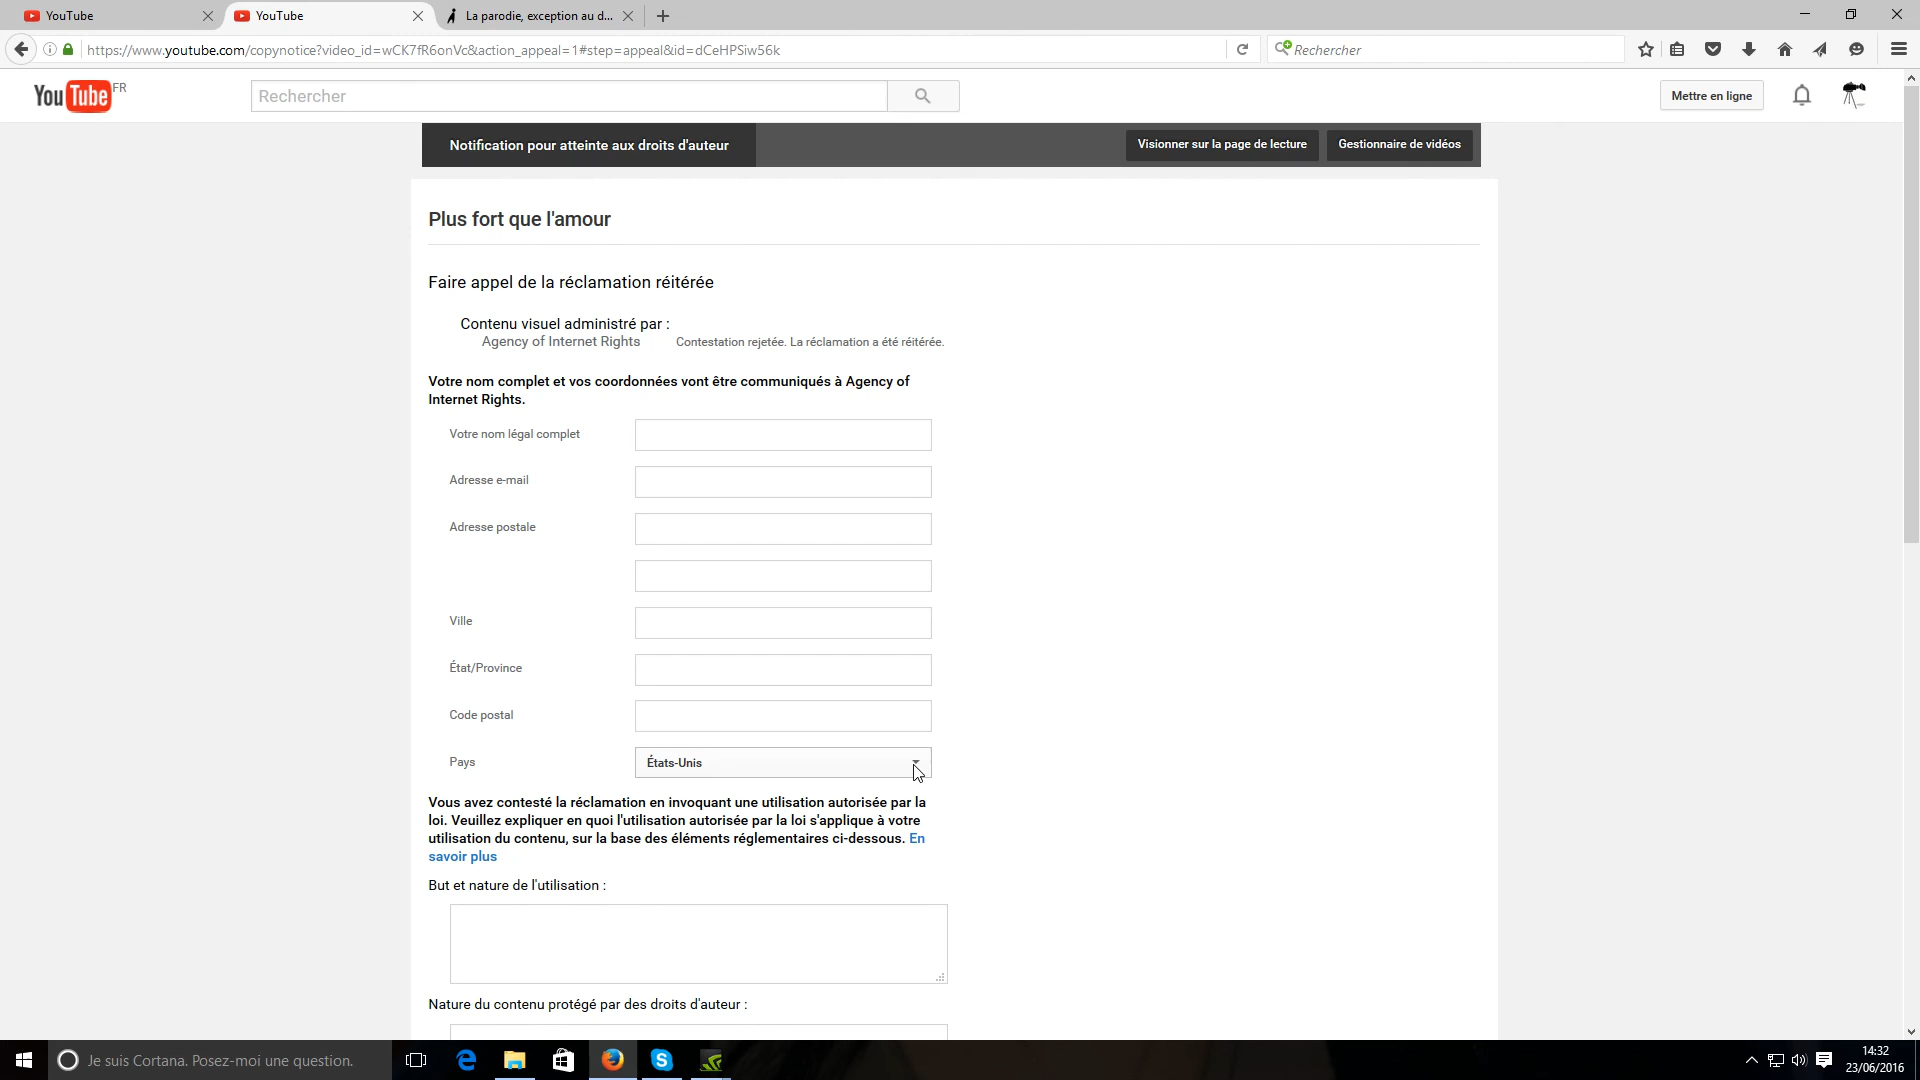 YouTube
YouTube
La parodie, exception au d...
https://www.youtube.com/copynotice?video_id=wCK7fR6onVc&action_appeal=1#step=appeal&id=dCeHPSiw56k
Rechercher
YouTube FR
Rechercher
Mettre en ligne
Notification pour atteinte aux droits d'auteur
Visionner sur la page de lecture
Gestionnaire de vidéos
Plus fort que l'amour
Faire appel de la réclamation réitérée
Contenu visuel administré par :
Agency of Internet Rights
Contestation rejetée. La réclamation a été réitérée.
Votre nom complet et vos coordonnées vont être communiqués à Agency of
Internet Rights.
Votre nom légal complet
Adresse e-mail
Adresse postale
Ville
État/Province
Code postal
Pays
États-Unis
Vous avez contesté la réclamation en invoquant une utilisation autorisée par la
loi. Veuillez expliquer en quoi l'utilisation autorisée par la loi s'applique à votre
utilisation du contenu, sur la base des éléments réglementaires ci-dessous. En
savoir plus
But et nature de l'utilisation :
Nature du contenu protégé par des droits d'auteur :
Je suis Cortana. Posez-moi une question.
14:32
23/06/2016